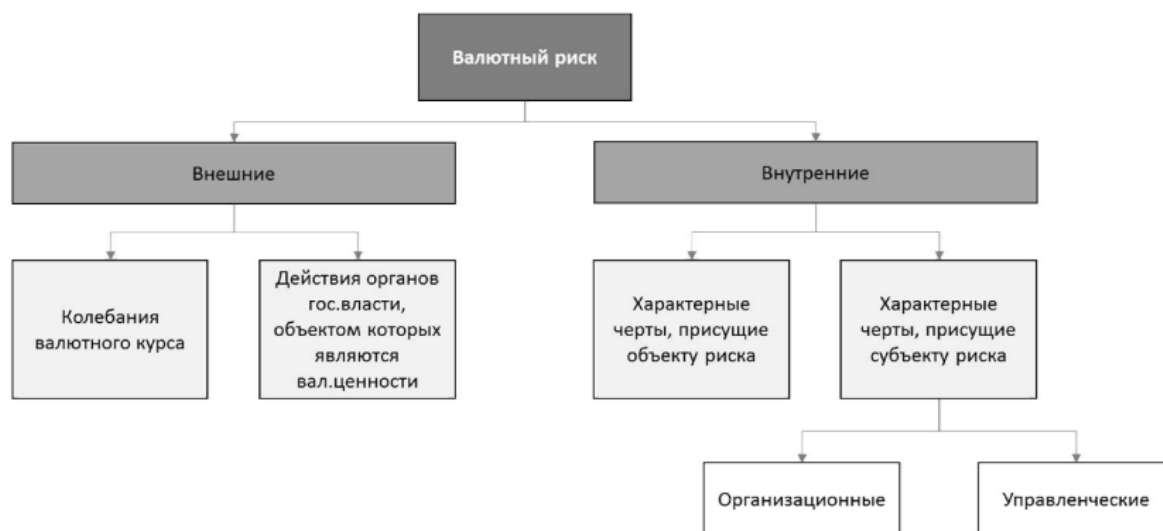 Валютный риск
Внешние
Внутренние
Колебания
валютного курса
Действия органов
гос.власти,
объектом которых
являются
вал.ценности
Характерные
черты, присущие
объекту риска
Характерные
черты, присущие
субъекту риска
Организационные
Управленческие